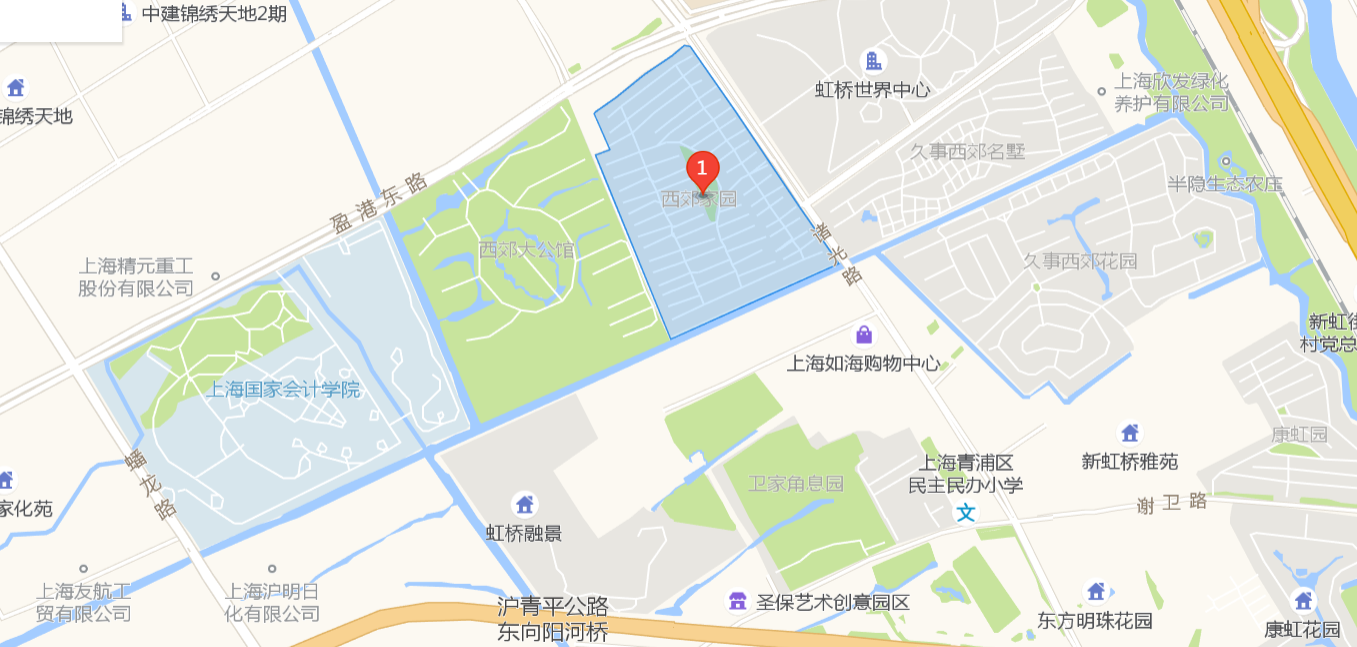 中建锦绣天地2期
锦绣天地
虹桥世界中心
上海欣发绿化
养护有限公司
久事西郊名墅
半隐生态农庄
1
西郊家园
盈港东路
诸光路
西郊大公馆
上海精元重工
股份有限公司
久事西郊花园
新虹街
村党总
上海如海购物中心
上海国家会计学院
康虹园
新虹桥雅苑
蟠龙路
家化苑
上海青浦区
民主民办小学
文
卫家角息园
谢卫路
虹桥融景
上海友航工
贸有限公司
上海沪明日
化有限公司
沪青平公路
东向阳河桥
圣保艺术创意园区
东方明珠花园
康虹花园